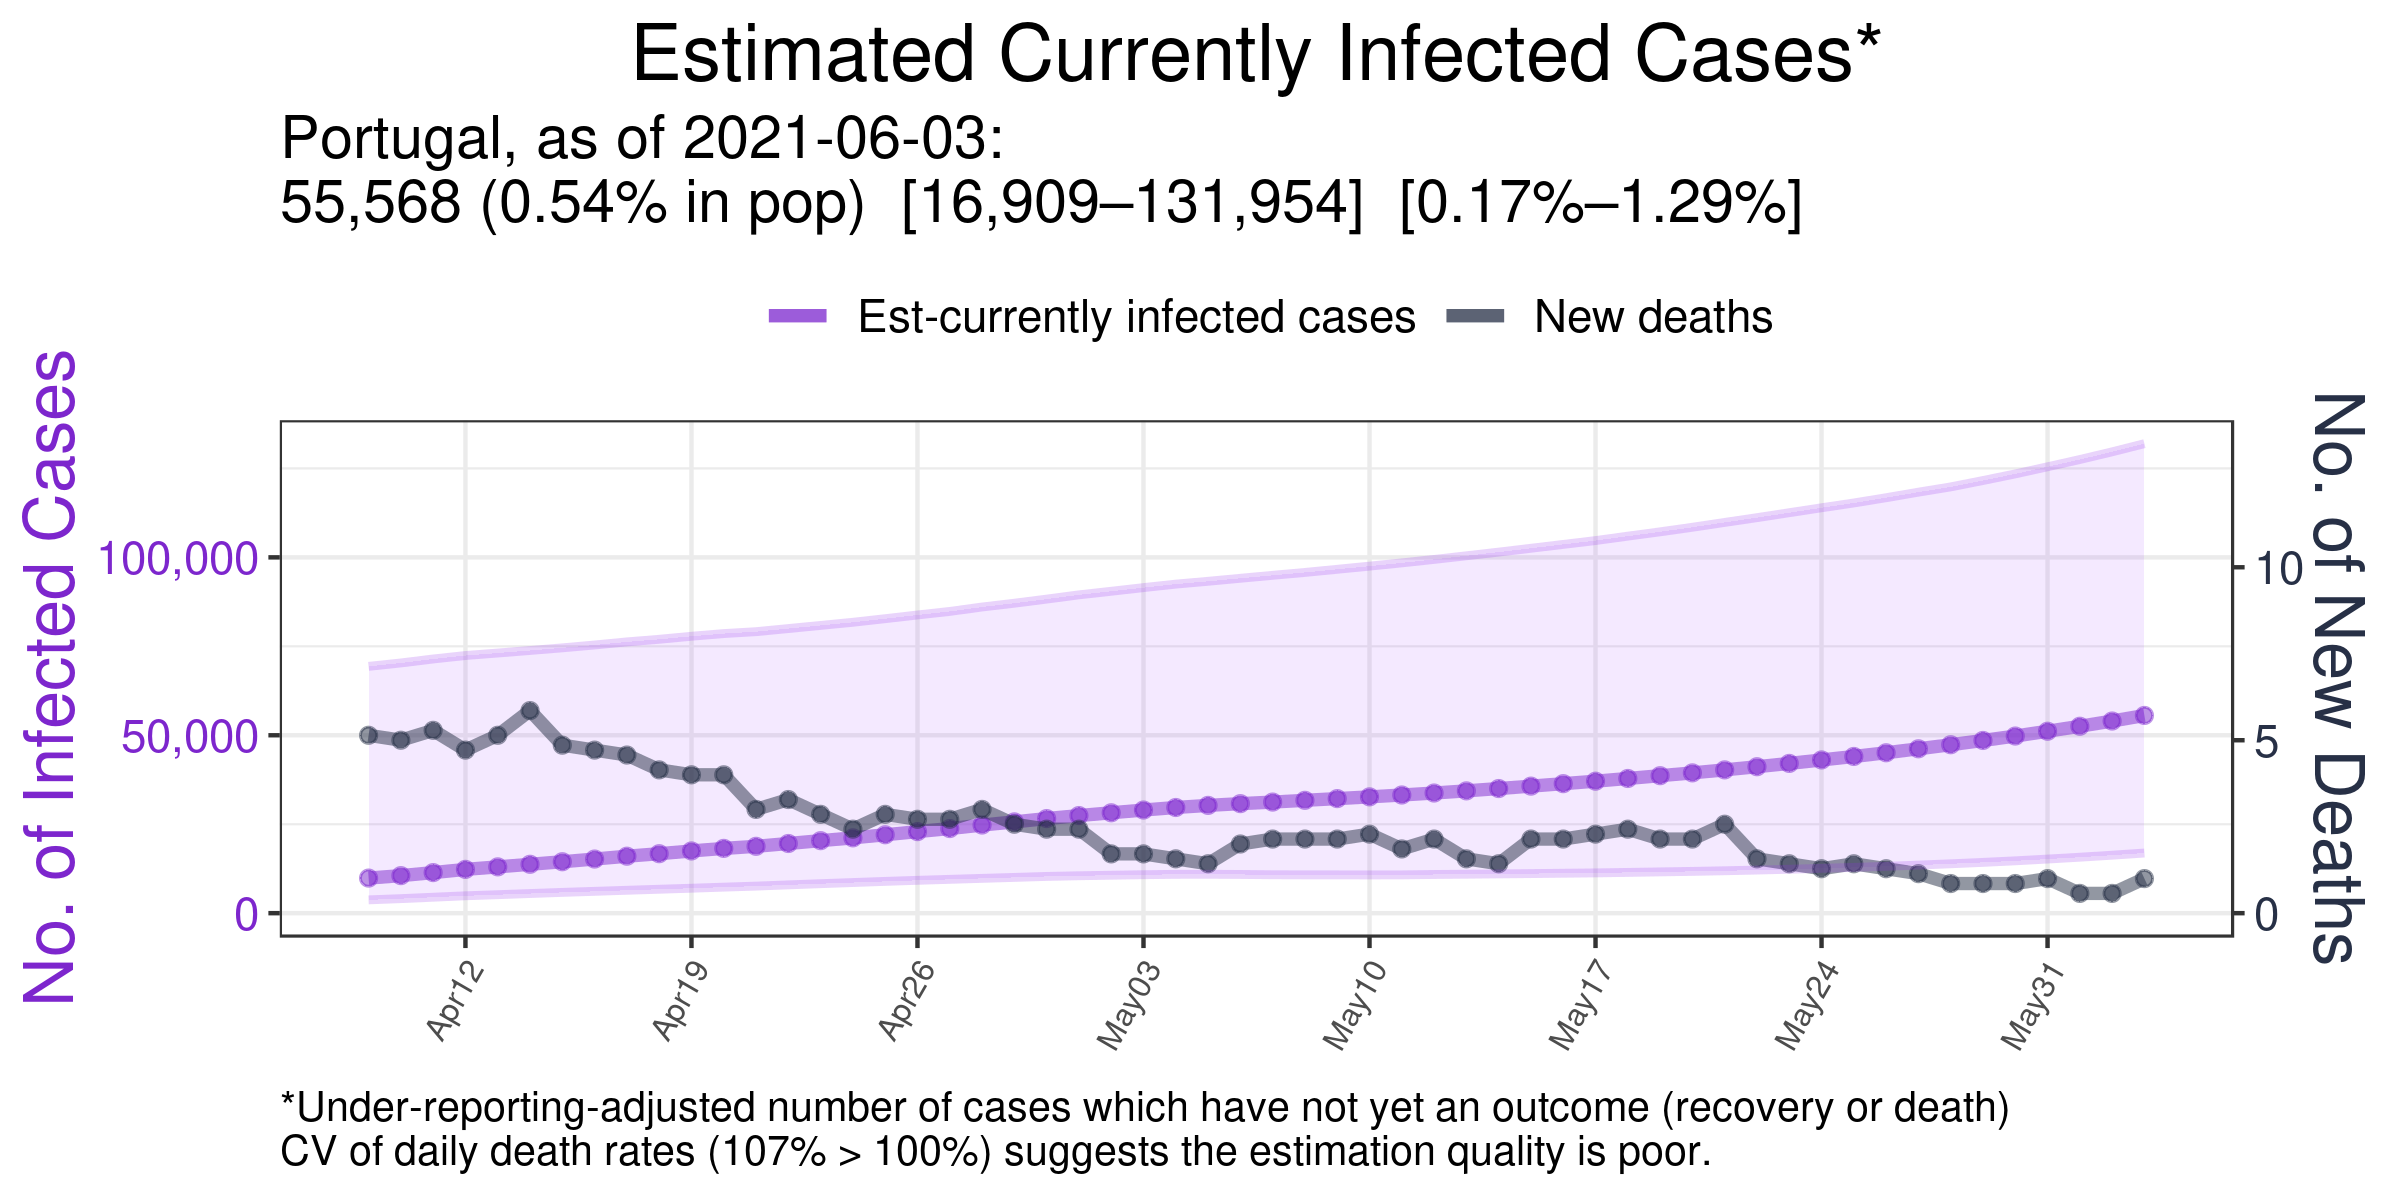 Estimated Currently Infected Cases*
Portugal, as of 2021-06-03:
55,568 (0.54% in pop)  [16,909–131,954]  [0.17%–1.29%]
Est-currently infected cases
New deaths
No. of Infected Cases
100,000
50,000
0
No. of New Deaths
10
5
0
Apr12
Apr19
Apr26
May03
May10
May17
May24
May31
*Under-reporting-adjusted number of cases which have not yet an outcome (recovery or death)
CV of daily death rates (107% > 100%) suggests the estimation quality is poor.